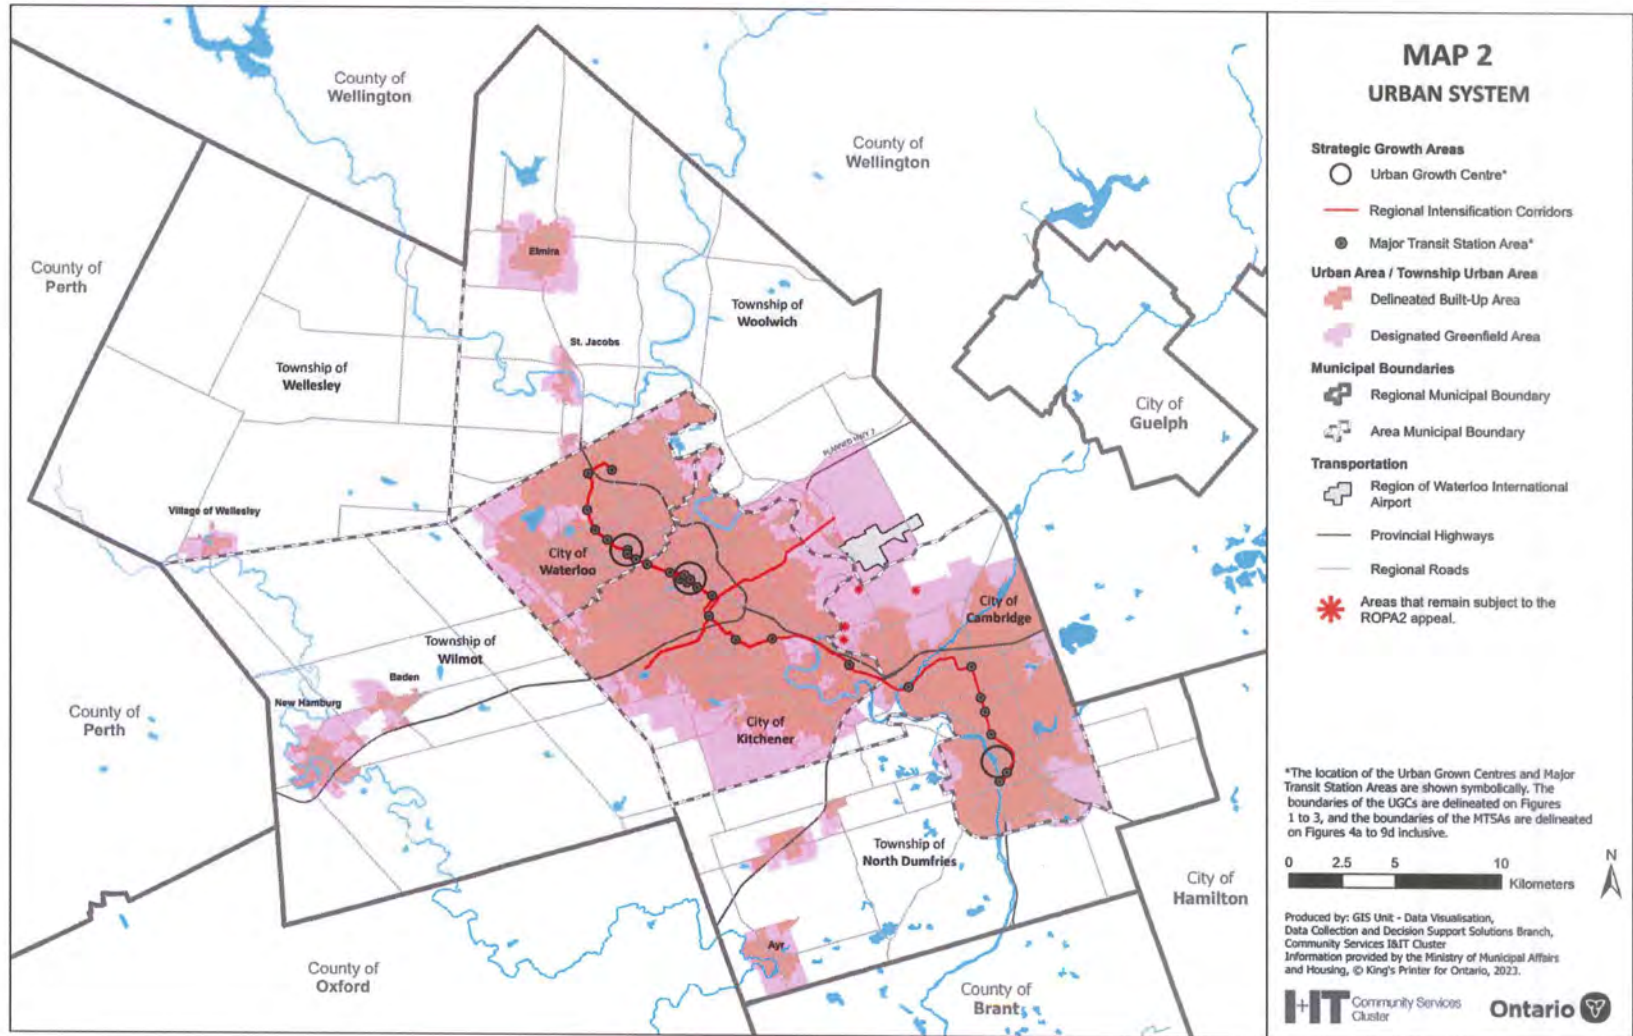 County of
Wellington
County of
Wellington
County of
Perth
Elmira
Township of
Woolwich
St. Jacobs
Township of
Wellesley
City of
Guelph
PLANNED HWY 7
Village of Wellesley
City of
Waterloo
City of
Cambridge
Township of
Wilmot
Baden
New Hamburg
County of
Perth
City of
Kitchener
Township of
North Dumfries
City of
Hamilton
Ayr
County of
Oxford
County of
Brant
MAP 2
URBAN SYSTEM
Strategic Growth Areas
Urban Growth Centre*
Regional Intensification Corridors
Major Transit Station Area*
Urban Area / Township Urban Area
Delineated Built-Up Area
Designated Greenfield Area
Municipal Boundaries
Regional Municipal Boundary
Area Municipal Boundary
Transportation
Region of Waterloo International
Airport
Provincial Highways
Regional Roads
Areas that remain subject to the
ROPA2 appeal.
*The location of the Urban Grown Centres and Major
Transit Station Areas are shown symbolically. The
boundaries of the UGCs are delineated on Figures
1 to 3, and the boundaries of the MTSAs are delineated
on Figures 4a to 9d inclusive.
0 2.5 5 10
Kilometers
N
Produced by: GIS Unit - Data Visualisation,
Data Collection and Decision Support Solutions Branch,
Community Services I&IT Cluster
Information provided by the Ministry of Municipal Affairs
and Housing, © King's Printer for Ontario, 2023.
I+IT Community Services
Cluster
Ontario